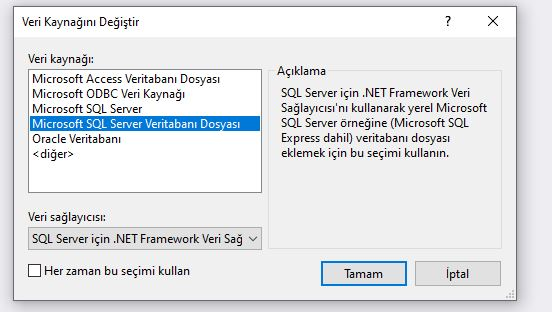 Veri Kaynağını Değiştir
?
Veri kaynağı:
Microsoft Access Veritabanı Dosyası
Microsoft ODBC Veri Kaynağı
Microsoft SQL Server
Microsoft SQL Server Veritabanı Dosyası
Oracle Veritabanı
<diğer>
Açıklama
SQL Server için .NET Framework Veri
Sağlayıcısı'nı kullanarak yerel Microsoft
SQL Server örneğine (Microsoft SQL
Express dahil) veritabanı dosyası
eklemek için bu seçimi kullanın.
Veri sağlayıcısı:
SQL Server için .NET Framework Veri Sağ
Her zaman bu seçimi kullan
Tamam
İptal